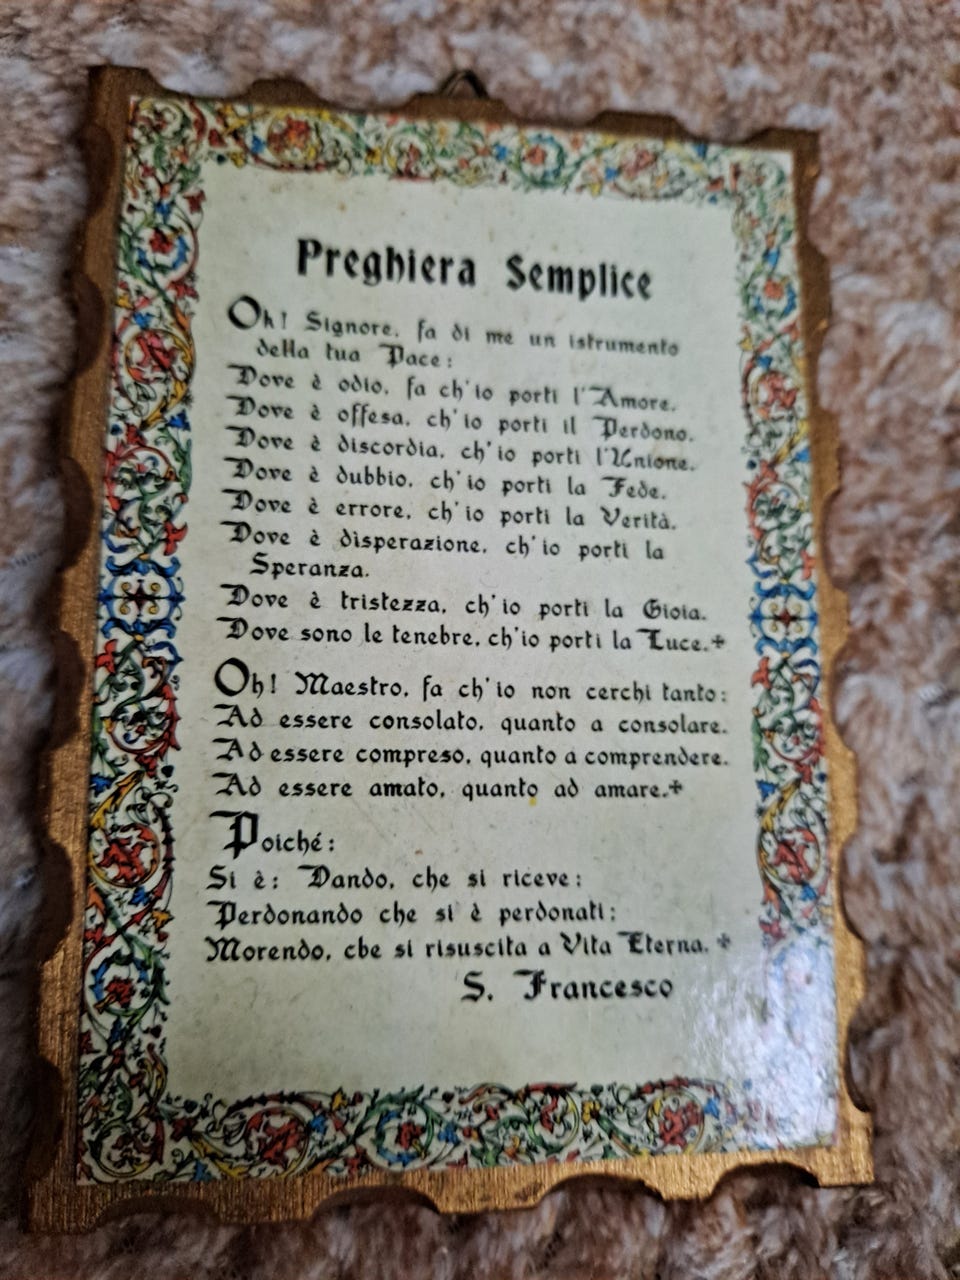 Preghiera Semplice
Oh! Signore, fa di me un istrumento
della tua Pace:
Dove è odio, fa ch'io porti l'Amore.
Dove è offesa, ch'io porti il Perdono.
Dove è discordia, ch'io porti l'Unione.
Dove è dubbio, ch'io porti la Fede.
Dove è errore, ch'io porti la Verità.
Dove è disperazione, ch'io porti la
Speranza.
Dove è tristezza, ch'io porti la Gioia.
Dove sono le tenebre, ch'io porti la Luce.+
Oh! Maestro, fa ch'io non cerchi tanto:
Ad essere consolato, quanto a consolare.
Ad essere compreso, quanto a comprendere.
Ad essere amato, quanto ad amare.+
Poiché:
Si è: Dando, che si riceve:
Perdonando che si è perdonati:
Morendo, che si risuscita a Vita Eterna.+
S. Francesco